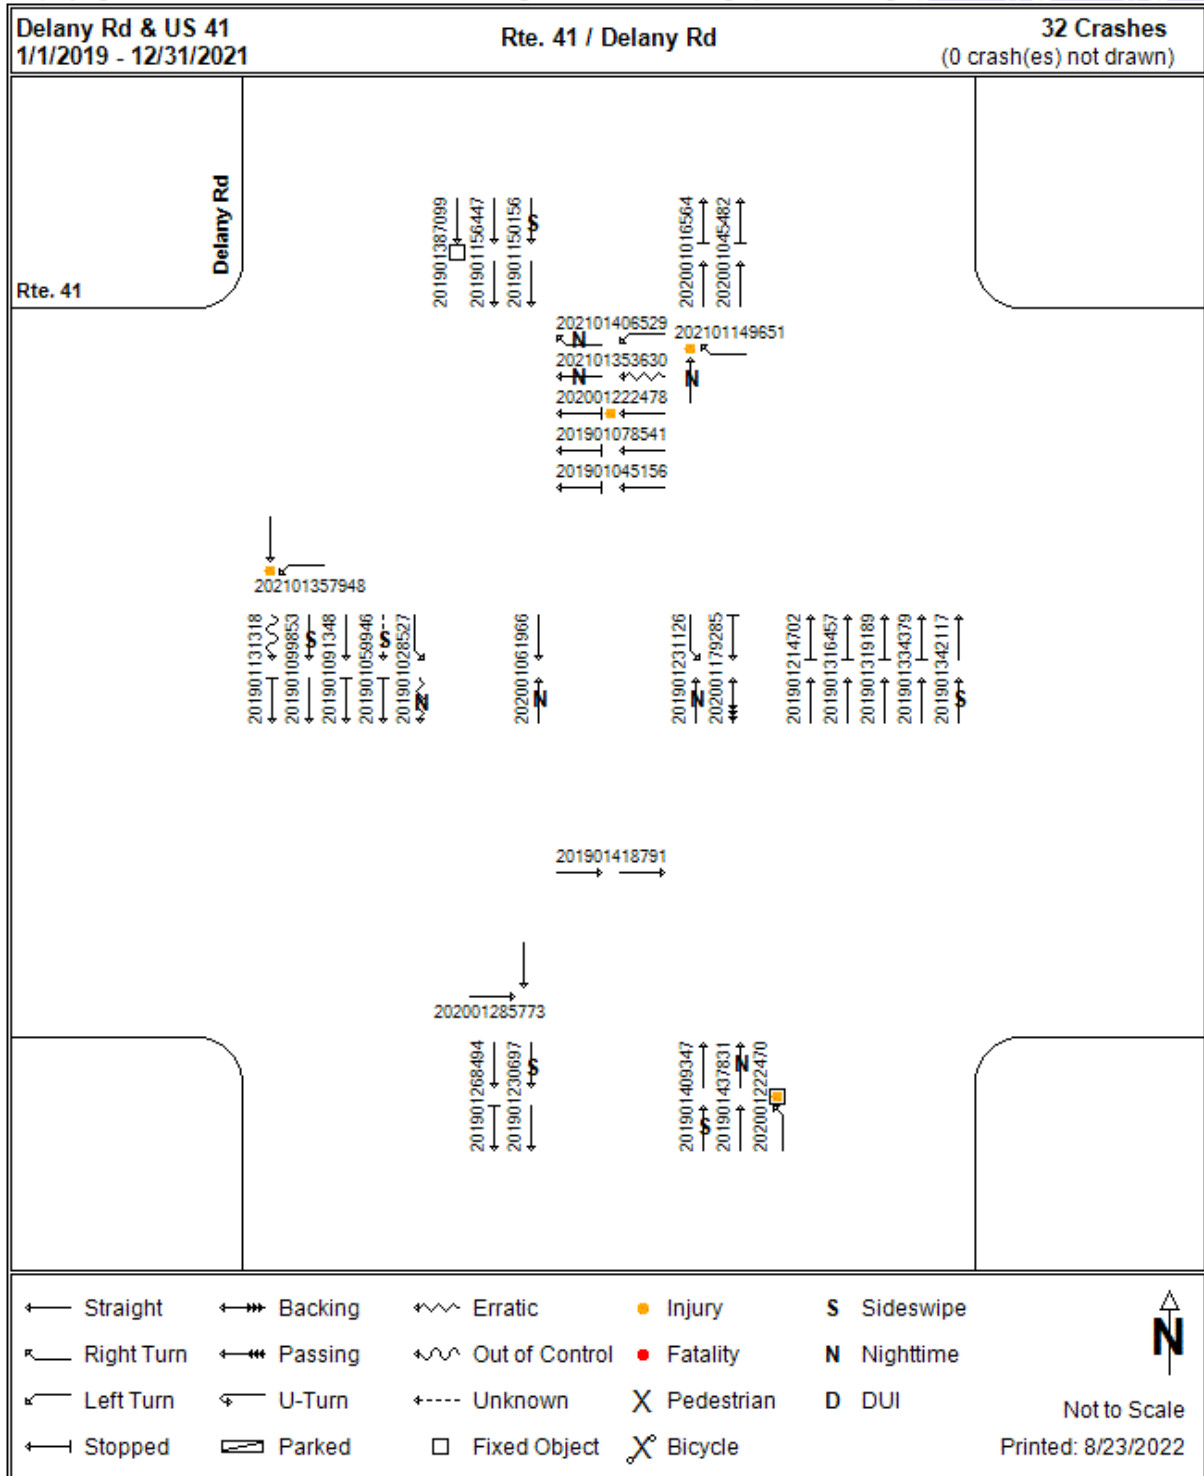 Delany Rd & US 41
1/1/2019 - 12/31/2021
Rte. 41 / Delany Rd
32 Crashes
(0 crash(es) not drawn)
Delany Rd
Rte. 41
201901387099
201901156447
201901150156
S
202001016564
202001045482
202101406529
N
202101149651
N
202101353630
N
202001222478
201901078541
201901045156
202101357948
201901131318
201901099853
S
201901091348
201901059946
S
201901028527
N
202001061966
N
201901231126
N
202001179285
201901214702
201901316457
201901319189
201901334379
201901342117
S
201901418791
202001285773
201901268494
201901230697
S
201901409347
S
201901437831
N
202001222470
Straight
Backing
Erratic
Injury
S Sideswipe
Right Turn
Passing
Out of Control
Fatality
N Nighttime
Left Turn
U-Turn
Unknown
Pedestrian
D DUI
Stopped
Parked
Fixed Object
Bicycle
N
Not to Scale
Printed: 8/23/2022